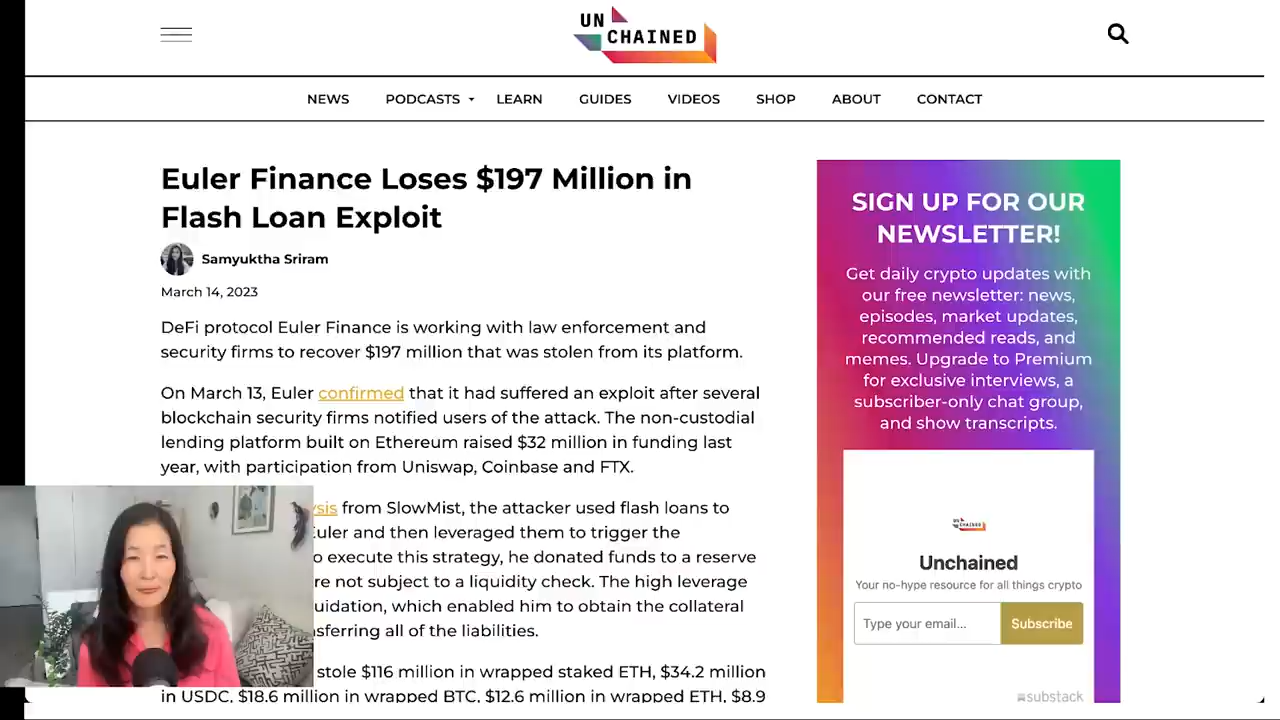 UN
CHAINED
NEWS PODCASTS LEARN GUIDES VIDEOS SHOP ABOUT CONTACT
Euler Finance Loses $197 Million in
Flash Loan Exploit
Samyuktha Sriram
March 14, 2023
DeFi protocol Euler Finance is working with law enforcement and
security firms to recover $197 million that was stolen from its platform.
On March 13, Euler confirmed that it had suffered an exploit after several
blockchain security firms notified users of the attack. The non-custodial
lending platform built on Ethereum raised $32 million in funding last
year, with participation from Uniswap, Coinbase and FTX.
from SlowMist, the attacker used flash loans to
Euler and then leveraged them to trigger the
o execute this strategy, he donated funds to a reserve
re not subject to a liquidity check. The high leverage
uidation, which enabled him to obtain the collateral
nsferring all of the liabilities.
stole $116 million in wrapped staked ETH, $34.2 million
in USDC, $18.6 million in wrapped BTC, $12.6 million in wrapped ETH, $8.9
SIGN UP FOR OUR
NEWSLETTER!
Get daily crypto updates with
our free newsletter: news,
episodes, market updates,
recommended reads, and
memes. Upgrade to Premium
for exclusive interviews, a
subscriber-only chat group,
and show transcripts.
UN
CHAINED
Unchained
Your no-hype resource for all things crypto
Type your email... Subscribe
substack